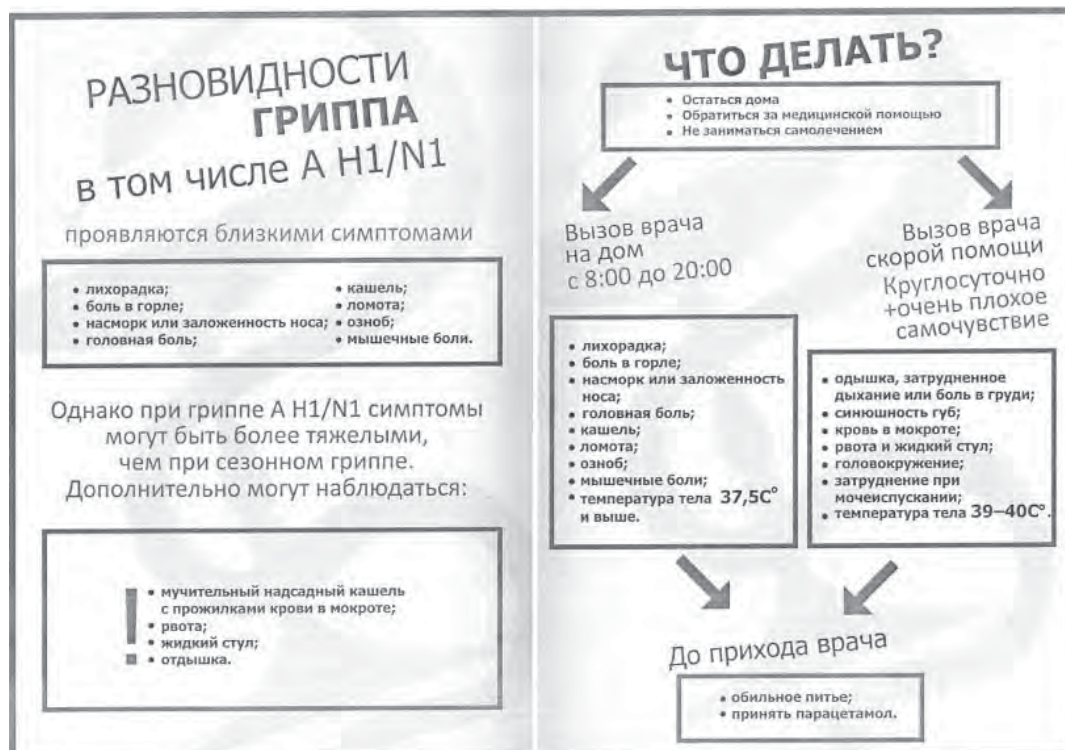 РАЗНОВИДНОСТИ
ГРИППА
в том числе А H1/N1
проявляются близкими симптомами
• лихорадка;
• боль в горле;
• насморк или заложенность носа;
• головная боль;
• кашель;
• ломота;
• озноб;
• мышечные боли.
Однако при гриппе А H1/N1 симптомы
могут быть более тяжелыми,
чем при сезонном гриппе.
Дополнительно могут наблюдаться:
!
• мучительный надсадный кашель
с прожилками крови в мокроте;
• рвота;
• жидкий стул;
• отдышка.
ЧТО ДЕЛАТЬ?
• Остаться дома
• Обратиться за медицинской помощью
• Не заниматься самолечением
Вызов врача
на дом
с 8:00 до 20:00
• лихорадка;
• боль в горле;
• насморк или заложенность
носа;
• головная боль;
• кашель;
• ломота;
• озноб;
• мышечные боли;
• температура тела 37,5С°
и выше.
Вызов врача
скорой помощи
Круглосуточно
+очень плохое
самочувствие
• одышка, затрудненное
дыхание или боль в груди;
• синюшность губ;
• кровь в мокроте;
• рвота и жидкий стул;
• головокружение;
• затруднение при
мочеиспускании;
• температура тела 39–40С°.
До прихода врача
• обильное питье;
• принять парацетамол.